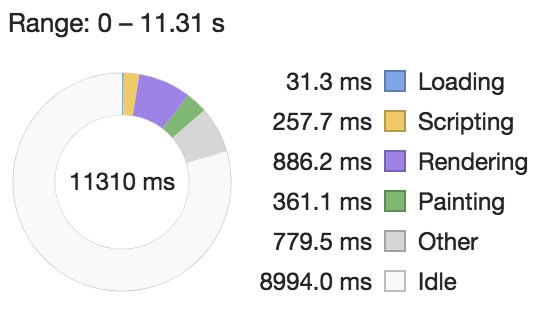 Range: 0 – 11.31 s
11310 ms
31.3 ms Loading
257.7 ms Scripting
886.2 ms Rendering
361.1 ms Painting
779.5 ms Other
8994.0 ms Idle